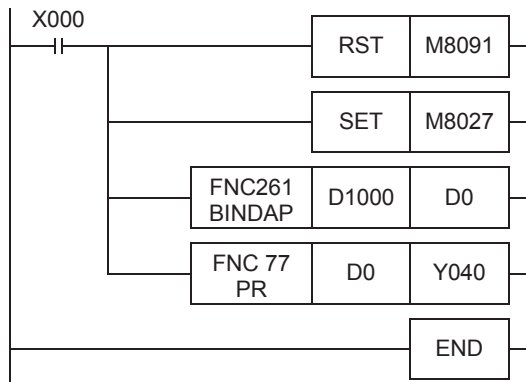 X000
RST M8091
SET M8027
FNC261
BINDAP D1000 D0
FNC 77
PR D0 Y040
END